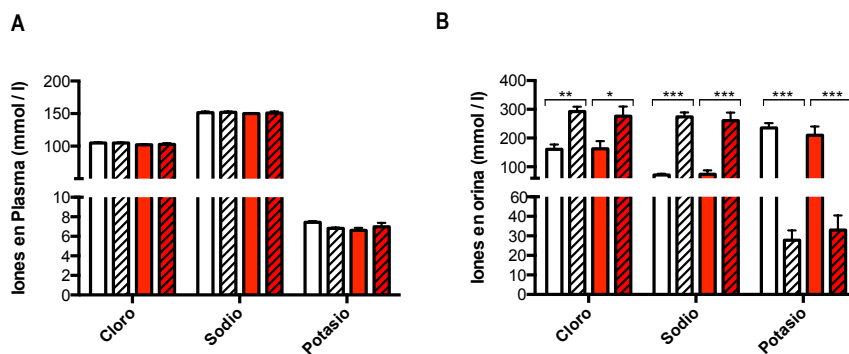 A
Iones en Plasma (mmol / l)
200
150
100
10
8
6
4
2
0
Cloro
Sodio
Potasio
B
Iones en orina (mmol / l)
400
300
200
100
60
50
40
30
20
10
0
**
*
***
***
***
***
Cloro
Sodio
Potasio